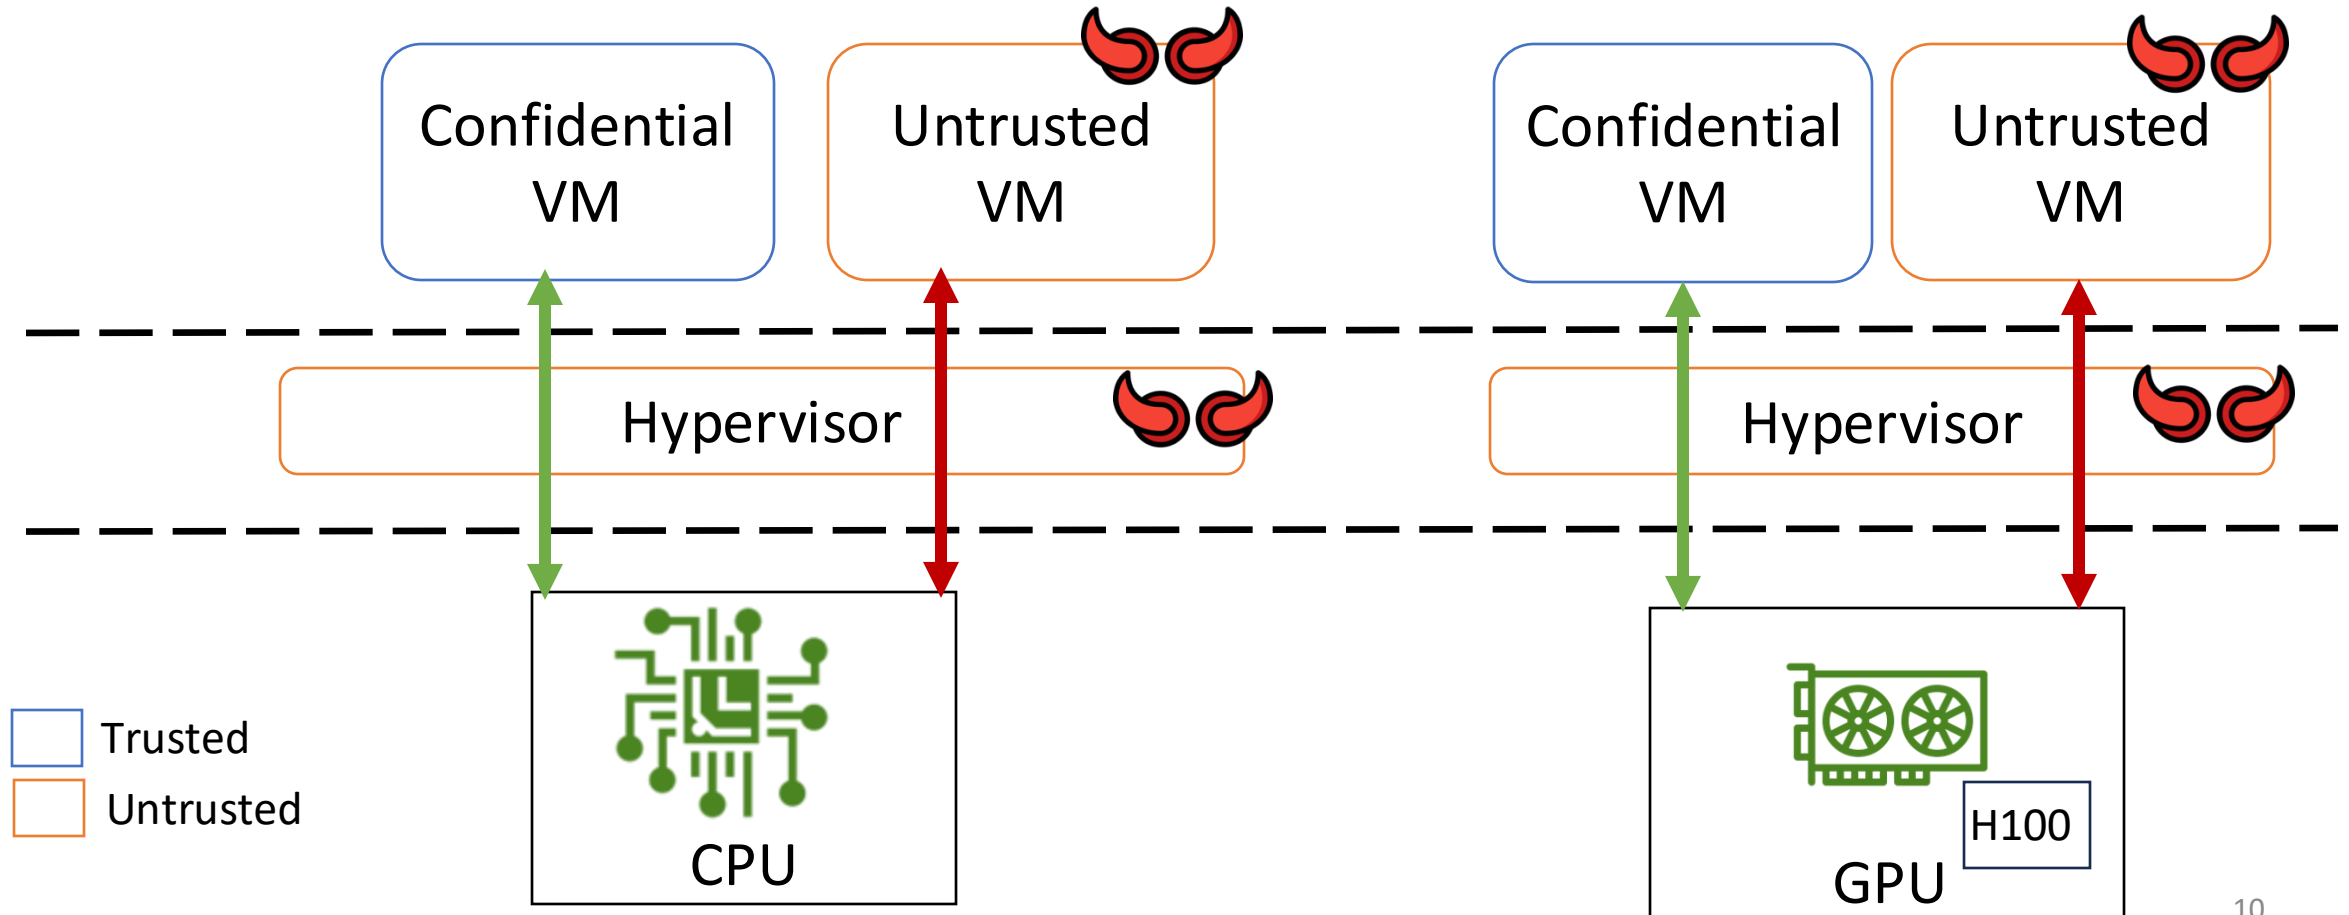 Confidential
VM
Untrusted
VM
Confidential
VM
Untrusted
VM
Hypervisor
Hypervisor
Trusted
Untrusted
CPU
H100
GPU
10